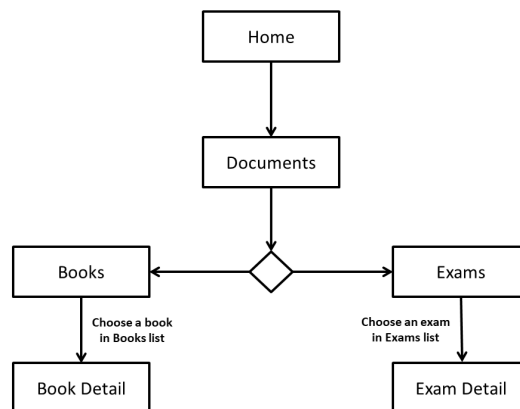 Home
Documents
Books
Exams
Choose a book
in Books list
Choose an exam
in Exams list
Book Detail
Exam Detail